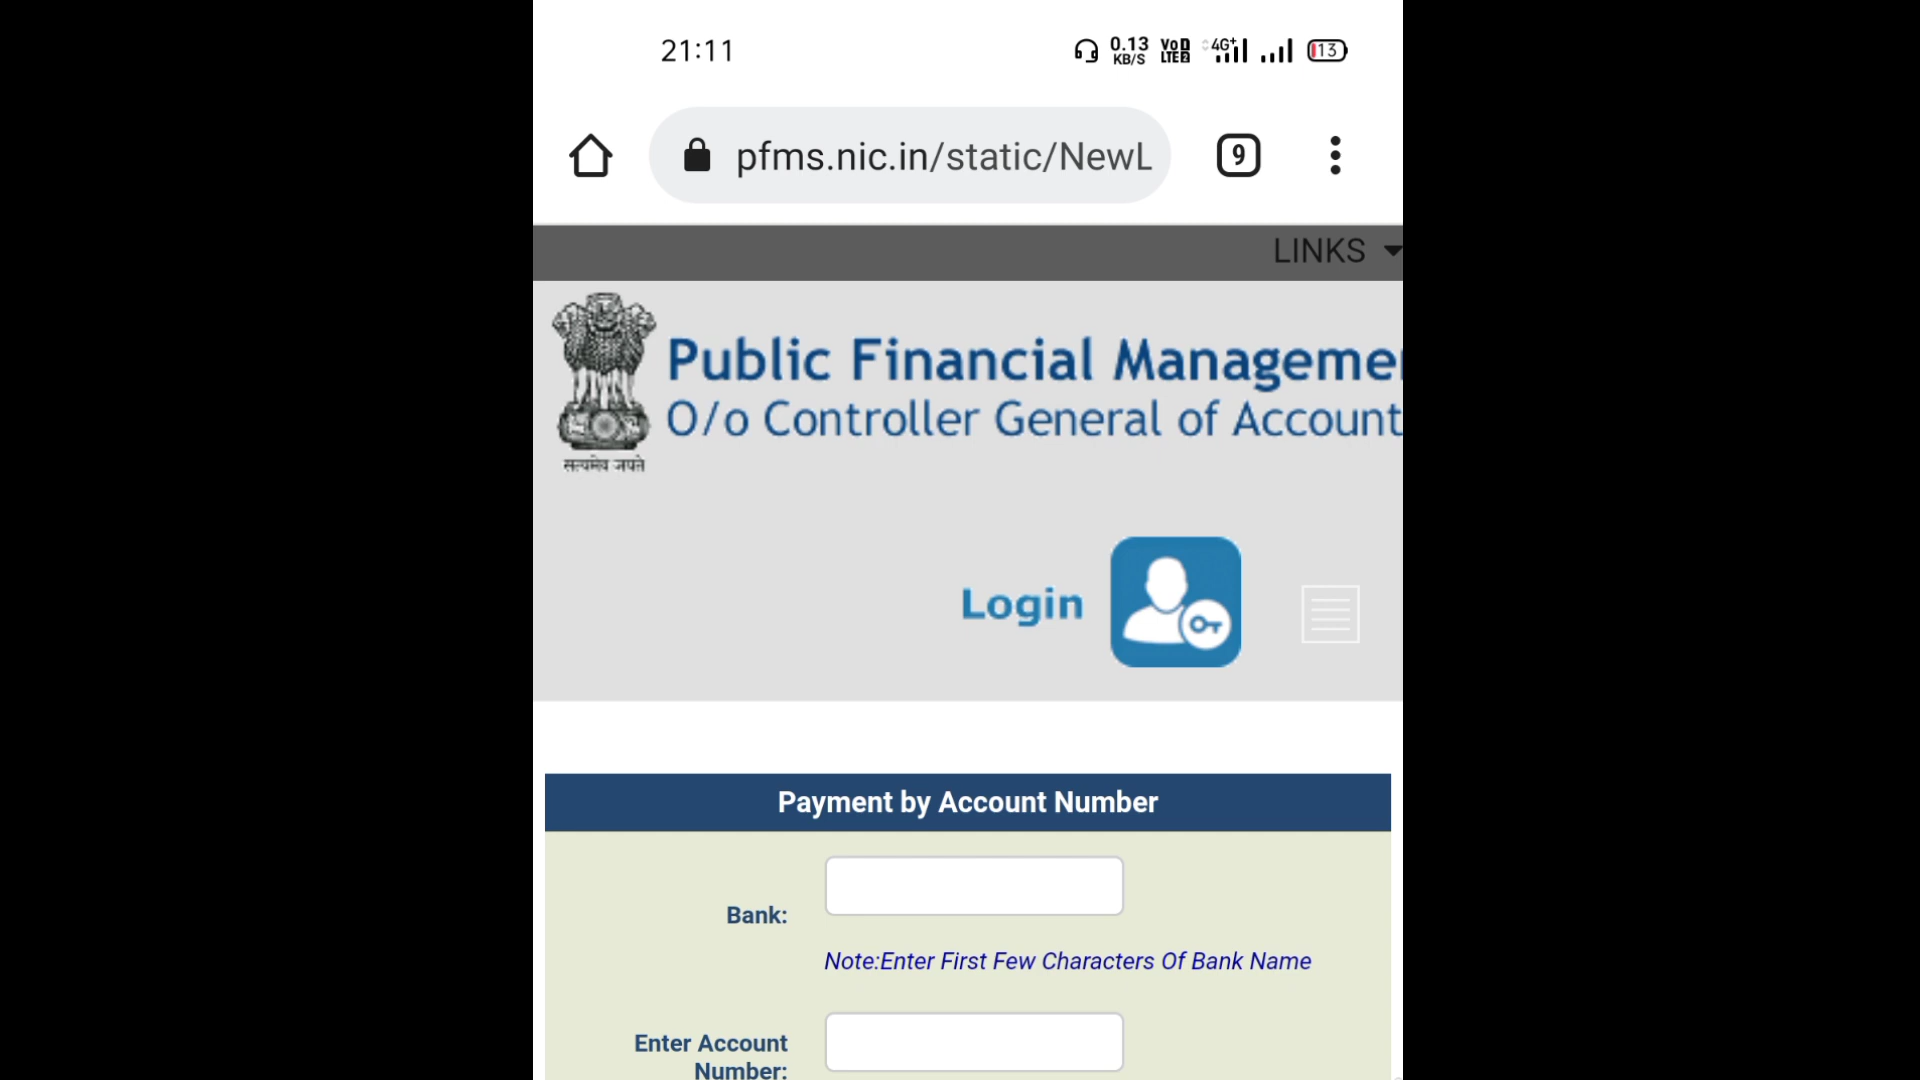 21:11 0.13 KB/S Vo LTE 4G+ 13
pfms.nic.in/static/NewL 9
LINKS
Public Financial Managemen
O/o Controller General of Account
सत्यमेव जयते
Login
Payment by Account Number
Bank:
Note:Enter First Few Characters Of Bank Name
Enter Account
Number: